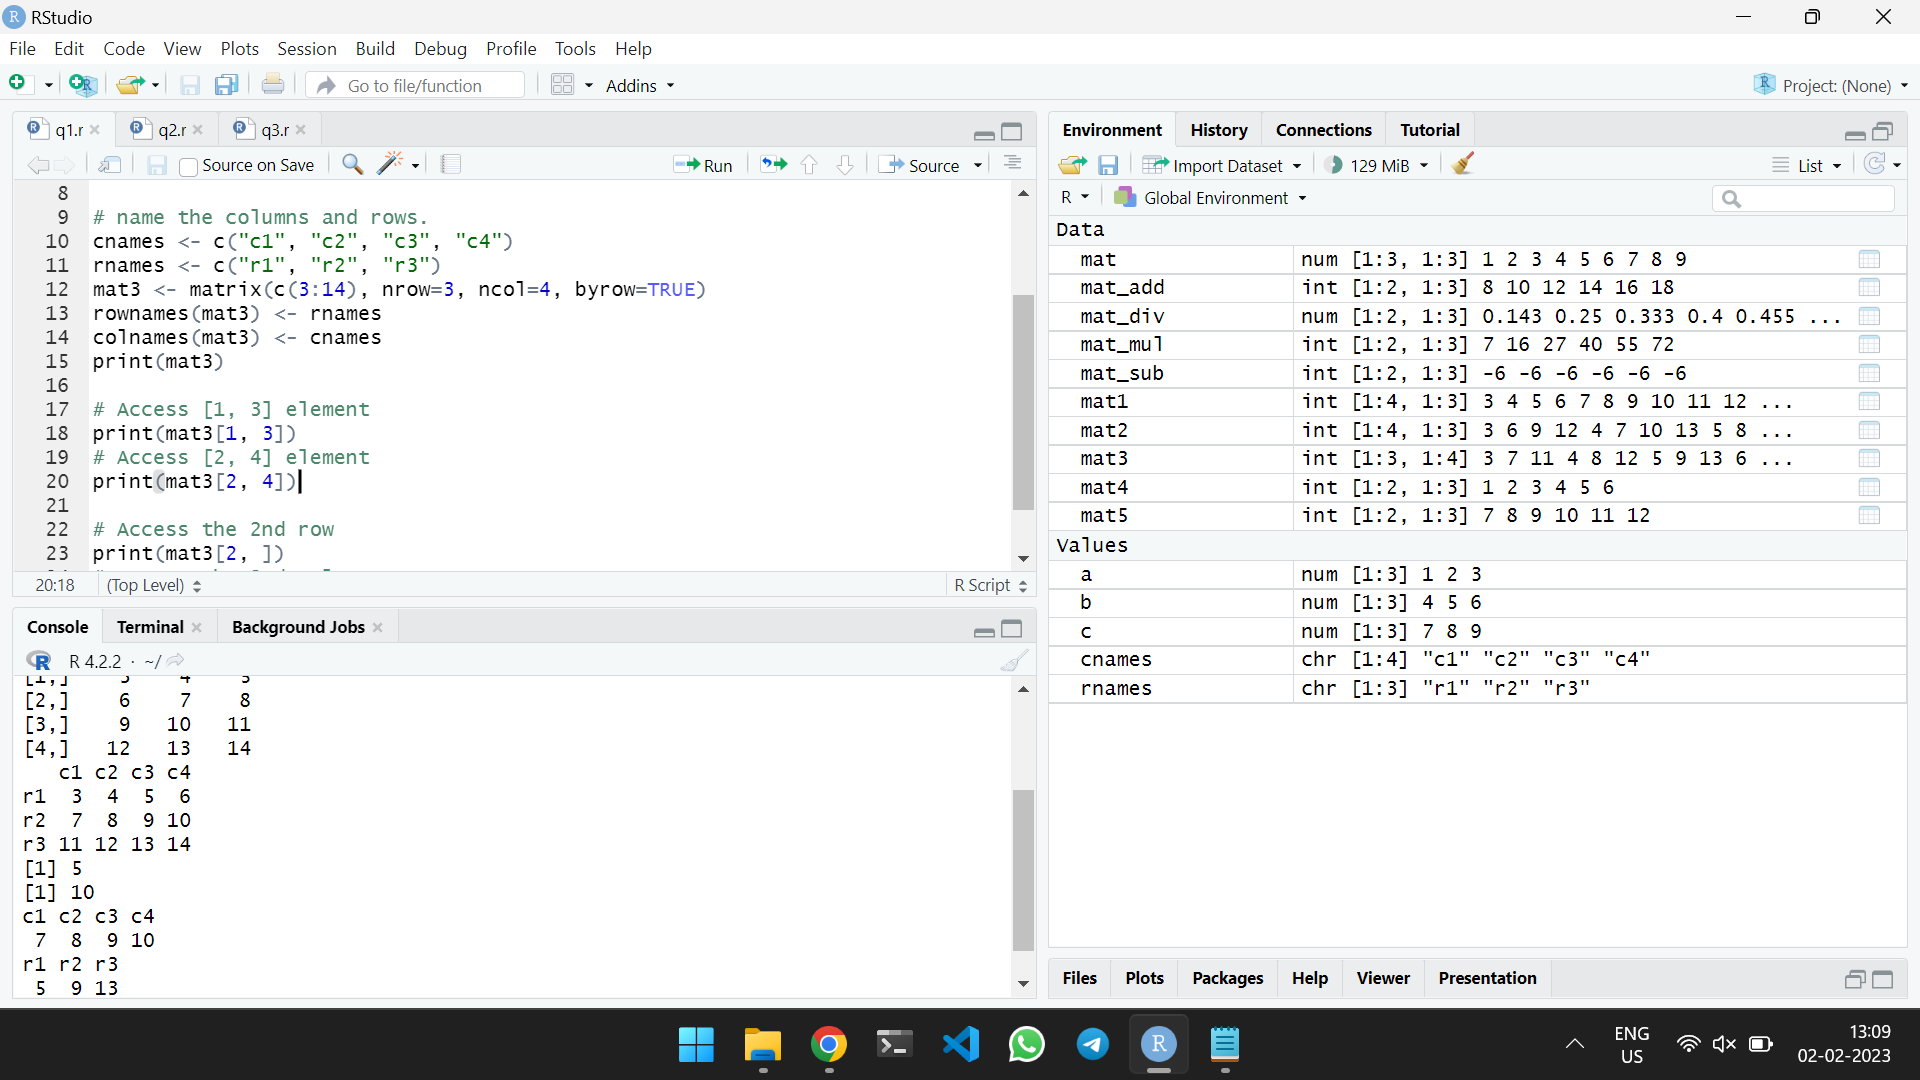 RStudio
File Edit Code View Plots Session Build Debug Profile Tools Help
Go to file/function Addins Project: (None)
q1.r q2.r q3.r
Source on Save Run Source
8
9 # name the columns and rows.
10 cnames <- c("c1", "c2", "c3", "c4")
11 rnames <- c("r1", "r2", "r3")
12 mat3 <- matrix(c(3:14), nrow=3, ncol=4, byrow=TRUE)
13 rownames(mat3) <- rnames
14 colnames(mat3) <- cnames
15 print(mat3)
16
17 # Access [1, 3] element
18 print(mat3[1, 3])
19 # Access [2, 4] element
20 print(mat3[2, 4])
21
22 # Access the 2nd row
23 print(mat3[2, ])
20:18 (Top Level) R Script
Console Terminal Background Jobs
R 4.2.2 · ~/
[1,] 3 4 5
[2,] 6 7 8
[3,] 9 10 11
[4,] 12 13 14
c1 c2 c3 c4
r1 3 4 5 6
r2 7 8 9 10
r3 11 12 13 14
[1] 5
[1] 10
c1 c2 c3 c4
7 8 9 10
r1 r2 r3
5 9 13
Environment History Connections Tutorial
Import Dataset 129 MiB List
R Global Environment
Data
mat num [1:3, 1:3] 1 2 3 4 5 6 7 8 9
mat_add int [1:2, 1:3] 8 10 12 14 16 18
mat_div num [1:2, 1:3] 0.143 0.25 0.333 0.4 0.455 ...
mat_mul int [1:2, 1:3] 7 16 27 40 55 72
mat_sub int [1:2, 1:3] -6 -6 -6 -6 -6 -6
mat1 int [1:4, 1:3] 3 4 5 6 7 8 9 10 11 12 ...
mat2 int [1:4, 1:3] 3 6 9 12 4 7 10 13 5 8 ...
mat3 int [1:3, 1:4] 3 7 11 4 8 12 5 9 13 6 ...
mat4 int [1:2, 1:3] 1 2 3 4 5 6
mat5 int [1:2, 1:3] 7 8 9 10 11 12
Values
a num [1:3] 1 2 3
b num [1:3] 4 5 6
c num [1:3] 7 8 9
cnames chr [1:4] "c1" "c2" "c3" "c4"
rnames chr [1:3] "r1" "r2" "r3"
Files Plots Packages Help Viewer Presentation
ENG
US
13:09
02-02-2023